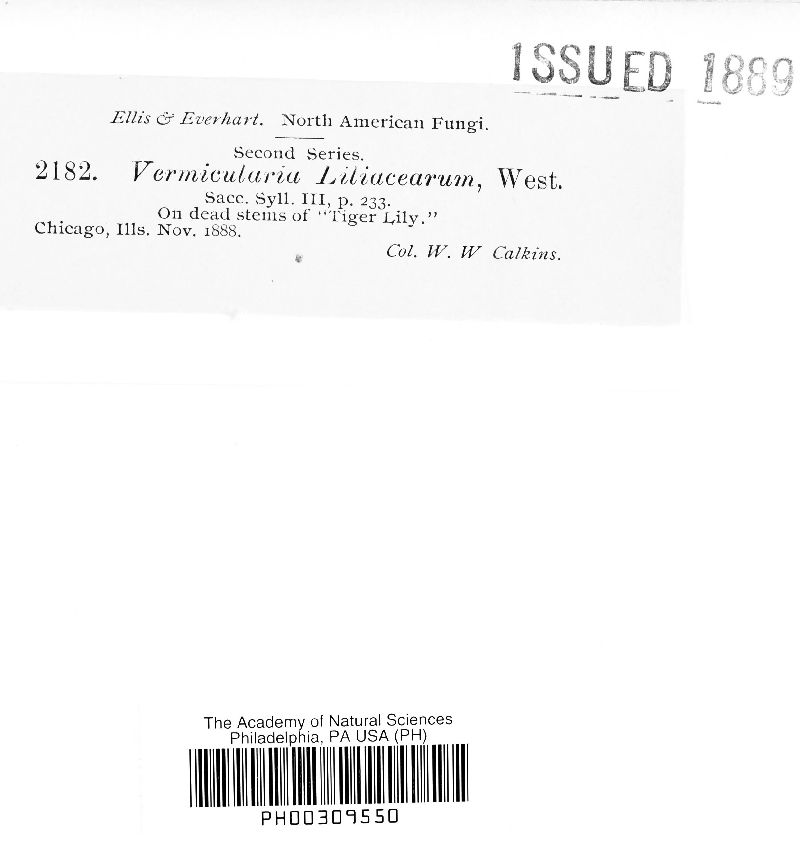 ISSUED 1889
Ellis & Everhart. North American Fungi.
Second Series.
2182. Vermicularia Liliacearum, West.
Sacc. Syll. III, p. 233.
On dead stems of "Tiger Lily."
Chicago, Ills. Nov. 1888.
Col. W. W Calkins.
The Academy of Natural Sciences
Philadelphia, PA USA (PH)
PH00309550